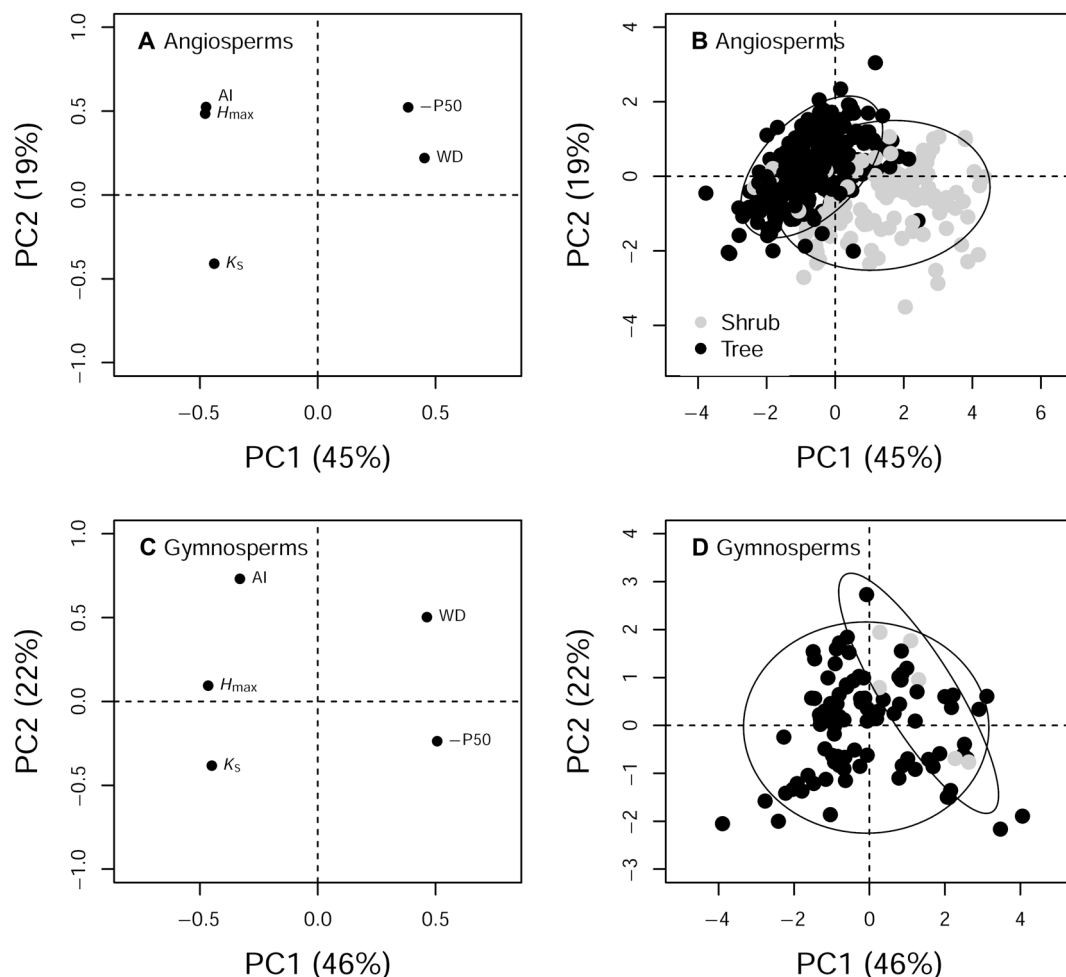 A Angiosperms
AI
Hmax
−P50
WD
KS
1.0
0.5
0.0
−0.5
−1.0
PC2 (19%)
−0.5 0.0 0.5
PC1 (45%)
B Angiosperms
Shrub
Tree
4
2
0
−2
−4
PC2 (19%)
−4 −2 0 2 4 6
PC1 (45%)
C Gymnosperms
AI
WD
Hmax
−P50
KS
1.0
0.5
0.0
−0.5
−1.0
PC2 (22%)
−0.5 0.0 0.5
PC1 (46%)
D Gymnosperms
4
3
2
1
0
−1
−2
−3
PC2 (22%)
−4 −2 0 2 4
PC1 (46%)